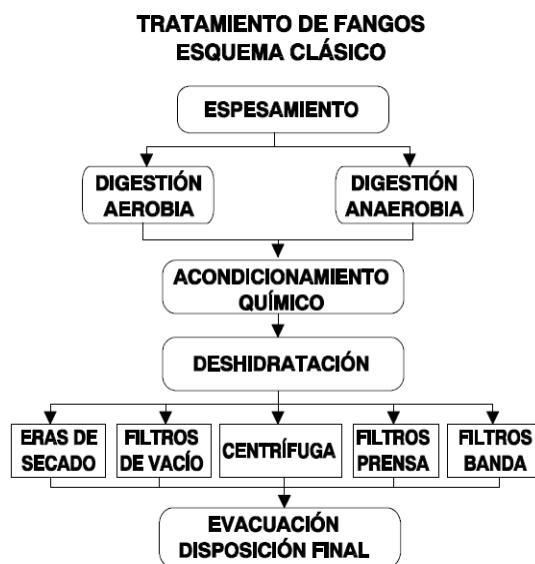 TRATAMIENTO DE FANGOS
ESQUEMA CLÁSICO
ESPESAMIENTO
DIGESTIÓN
AEROBIA
DIGESTIÓN
ANAEROBIA
ACONDICIONAMIENTO
QUÍMICO
DESHIDRATACIÓN
ERAS DE
SECADO
FILTROS
DE VACÍO
CENTRÍFUGA
FILTROS
PRENSA
FILTROS
BANDA
EVACUACIÓN
DISPOSICIÓN FINAL